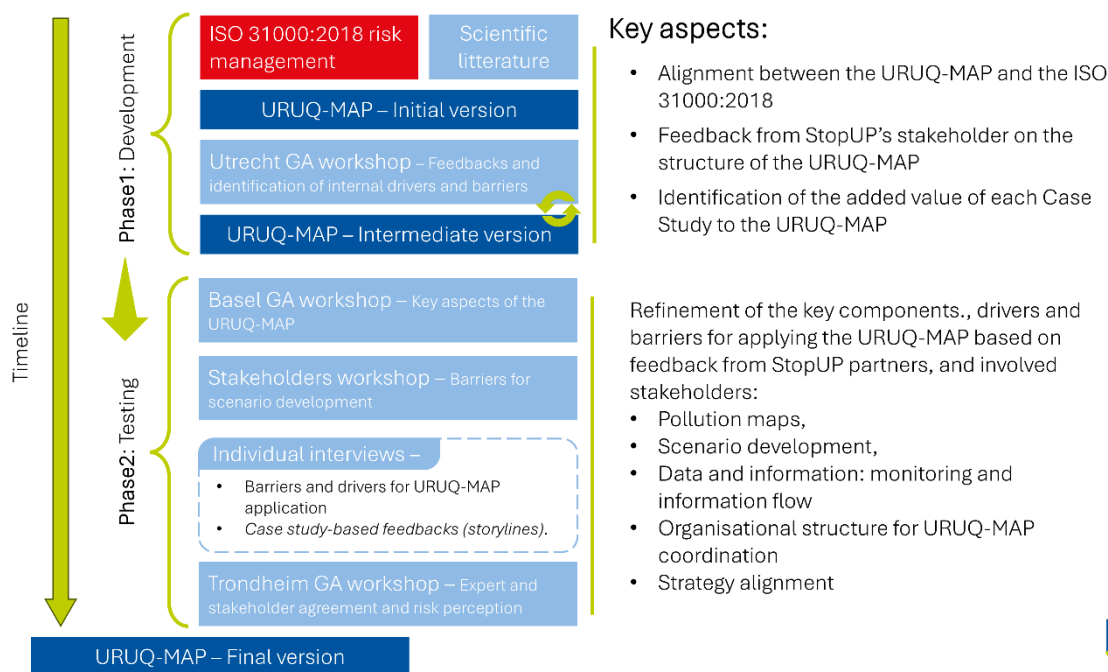 Timeline
Phase1: Development
ISO 31000:2018 risk
management
Scientific
litterature
URUQ-MAP – Initial version
Utrecht GA workshop – Feedbacks and
identification of internal drivers and barriers
URUQ-MAP – Intermediate version
Key aspects:
• Alignment between the URUQ-MAP and the ISO
31000:2018
• Feedback from StopUP's stakeholder on the
structure of the URUQ-MAP
• Identification of the added value of each Case
Study to the URUQ-MAP
Phase2: Testing
Basel GA workshop – Key aspects of the
URUQ-MAP
Stakeholders workshop – Barriers for
scenario development
Individual interviews –
• Barriers and drivers for URUQ-MAP
application
• Case study-based feedbacks (storylines).
Trondheim GA workshop – Expert and
stakeholder agreement and risk perception
Refinement of the key components., drivers and
barriers for applying the URUQ-MAP based on
feedback from StopUP partners, and involved
stakeholders:
• Pollution maps,
• Scenario development,
• Data and information: monitoring and
information flow
• Organisational structure for URUQ-MAP
coordination
• Strategy alignment
URUQ-MAP – Final version